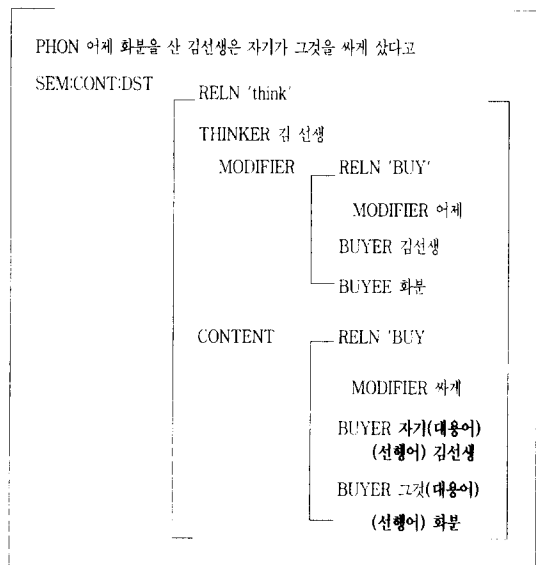 PHON 어제 화분을 산 김선생은 자기가 그것을 싸게 샀다고
SEM:CONT:DST
RELN 'think'
THINKER 김 선생
MODIFIER RELN 'BUY'
MODIFIER 어제
BUYER 김선생
BUYEE 화분
CONTENT RELN 'BUY
MODIFIER 싸게
BUYER 자기(대용어)
(선행어) 김선생
BUYER 그것(대용어)
(선행어) 화분